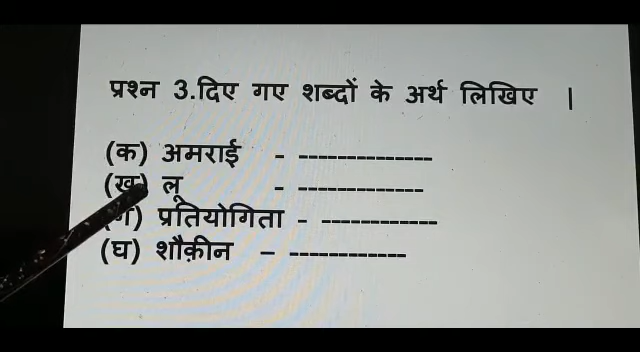 प्रश्न 3.दिए गए शब्दों के अर्थ लिखिए |
(क) अमराई - ---------------
(ख) लू - --------------
(ग) प्रतियोगिता - -------------
(घ) शौक़ीन - -------------